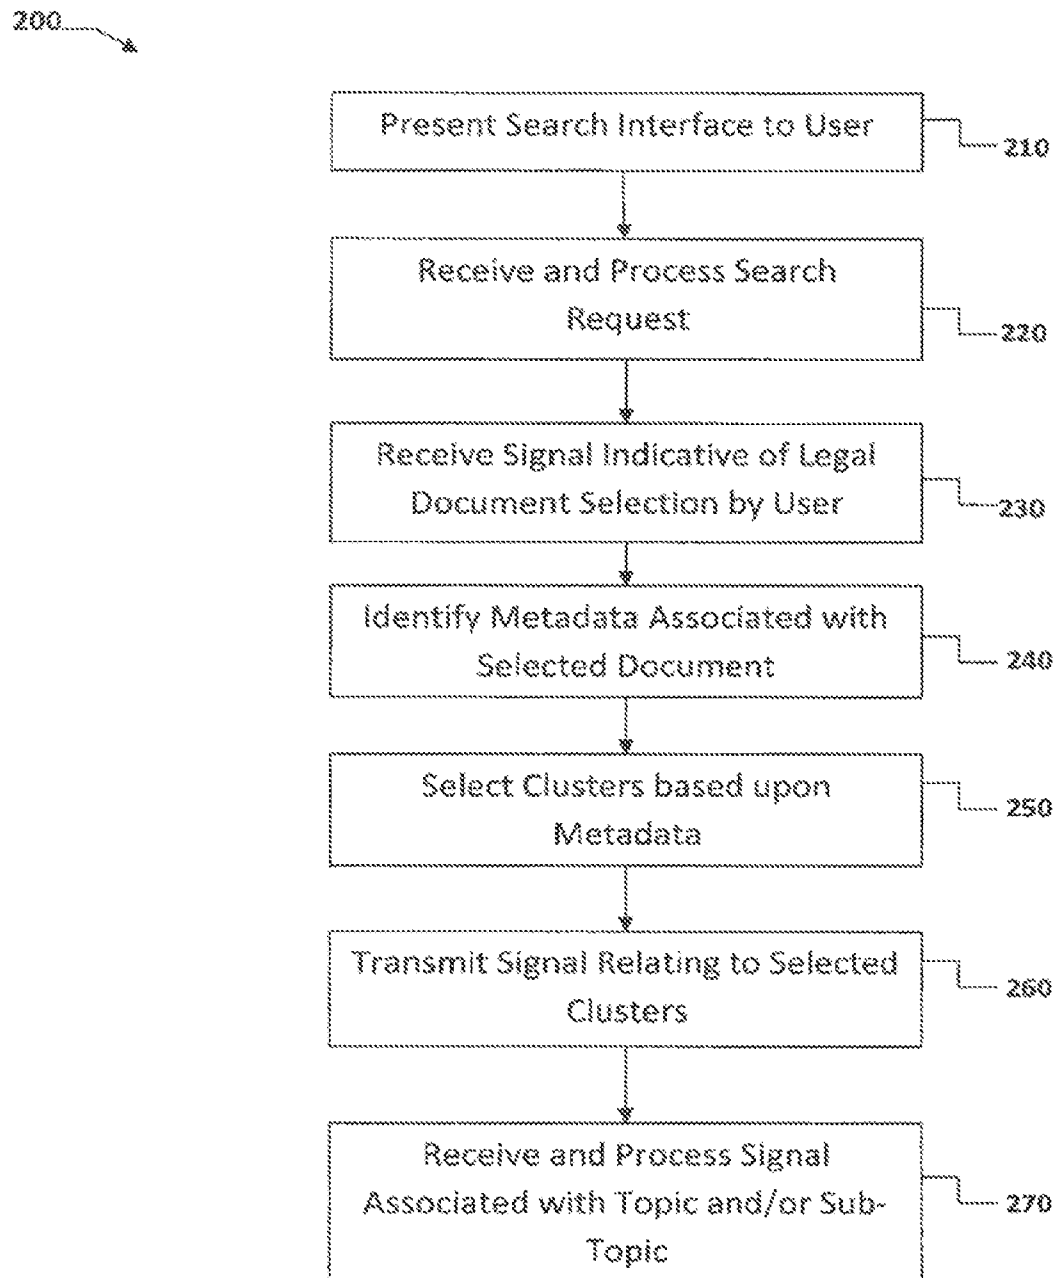 200
Present Search Interface to User
210
Receive and Process Search
Request
220
Receive Signal Indicative of Legal
Document Selection by User
230
Identify Metadata Associated with
Selected Document
240
Select Clusters based upon
Metadata
250
Transmit Signal Relating to Selected
Clusters
260
Receive and Process Signal
Associated with Topic and/or Sub-
Topic
270